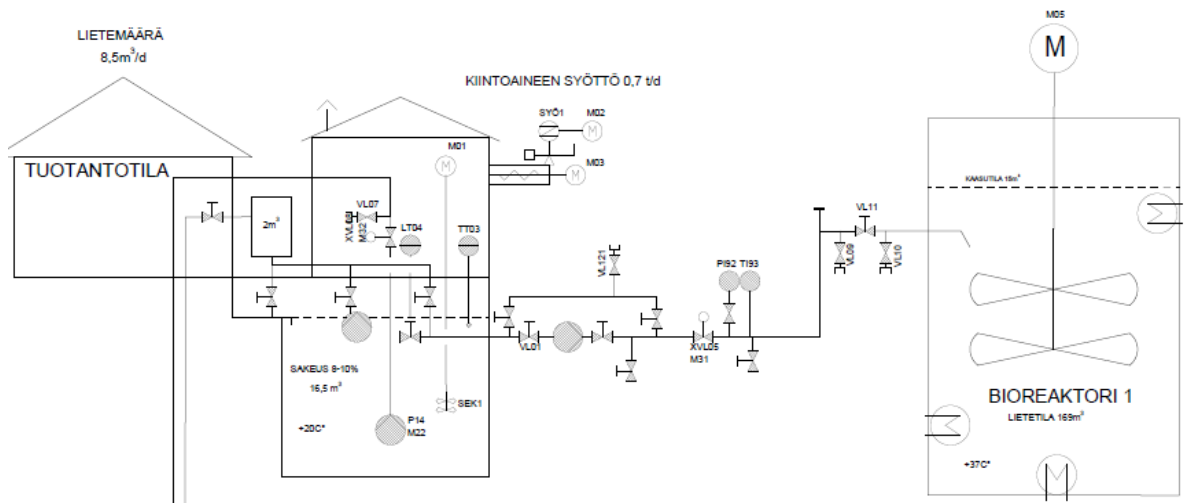 M05
M
LIETEMÄÄRÄ
8,5m³/d
KIINTOAINEEN SYÖTTÖ 0,7 t/d
SYÖ1
M02
M
M01
M
M03
M
TUOTANTOTILA
KAASUTILA 15m³
2m³
VL07
XVL08
M32
LT04
TT03
VL11
VL09
VL10
VL121
PI92
TI93
VL01
XVL05
M31
SAKEUS 8-10%
16,5 m³
SEK1
P14
M22
+20C°
BIOREAKTORI 1
LIETETILA 169m³
+37C°